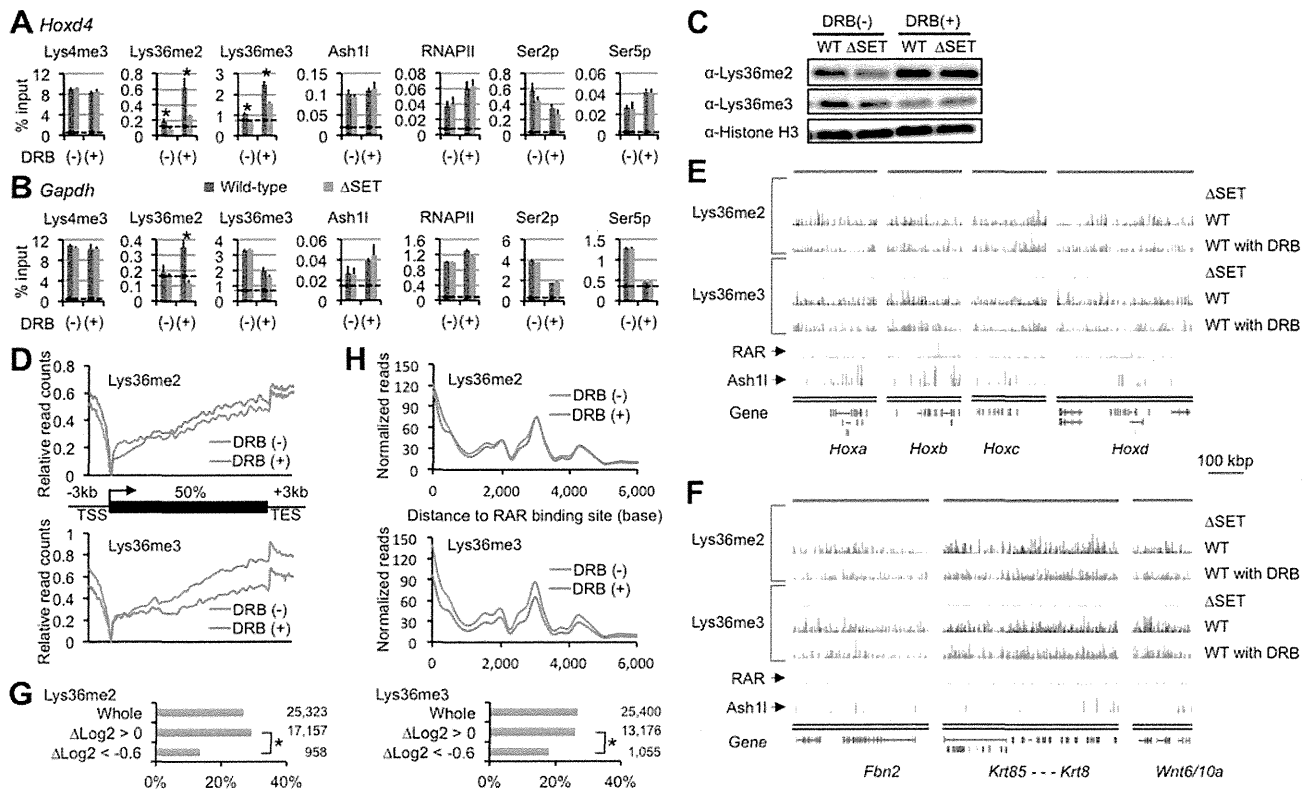 A Hoxd4
Lys4me3 Lys36me2 Lys36me3 Ash1l RNAPII Ser2p Ser5p
% input
12 8 4 0
0.8 0.6 0.4 0.2 0
3 2 1 0
0.15 0.1 0.05
0.08 0.06 0.04 0.02 0
0.8 0.6 0.4 0.2 0
0.06 0.04 0.02 0
* * * *
DRB (-) (+) (-) (+) (-) (+) (-) (+) (-) (+) (-) (+) (-) (+)
B Gapdh
Wild-type ΔSET
Lys4me3 Lys36me2 Lys36me3 Ash1l RNAPII Ser2p Ser5p
% input
12 8 4 0
0.4 0.3 0.2 0.1 0
4 3 2 1 0
0.06 0.04 0.02
1.6 1.2 0.8 0.4 0
6 4 2 0
1.5 1 0.5 0
*
DRB (-) (+) (-) (+) (-) (+) (-) (+) (-) (+) (-) (+) (-) (+)
C
DRB(-) DRB(+)
WT ΔSET WT ΔSET
α-Lys36me2
α-Lys36me3
α-Histone H3
D
Relative read counts
0.8 0.6 0.4 0.2 0
Lys36me2
DRB (-)
DRB (+)
-3kb 50% +3kb
TSS TES
Relative read counts
1 0.8 0.6 0.4 0.2 0
Lys36me3
DRB (-)
DRB (+)
H
Normalized reads
150 120 90 60 30 0
Lys36me2
DRB (-)
DRB (+)
0 2,000 4,000 6,000
Distance to RAR binding site (base)
Normalized reads
150 120 90 60 30 0
Lys36me3
DRB (-)
DRB (+)
0 2,000 4,000 6,000
E
Lys36me2
ΔSET
WT
WT with DRB
Lys36me3
ΔSET
WT
WT with DRB
RAR
Ash1l
Gene
Hoxa Hoxb Hoxc Hoxd
100 kbp
F
Lys36me2
ΔSET
WT
WT with DRB
Lys36me3
ΔSET
WT
WT with DRB
RAR
Ash1l
Gene
Fbn2 Krt85 - - - Krt8 Wnt6/10a
G
Lys36me2
Whole 25,323
ΔLog2 > 0 17,157
*
ΔLog2 < -0.6 958
0% 20% 40%
Lys36me3
Whole 25,400
ΔLog2 > 0 13,176
*
ΔLog2 < -0.6 1,055
0% 20% 40%